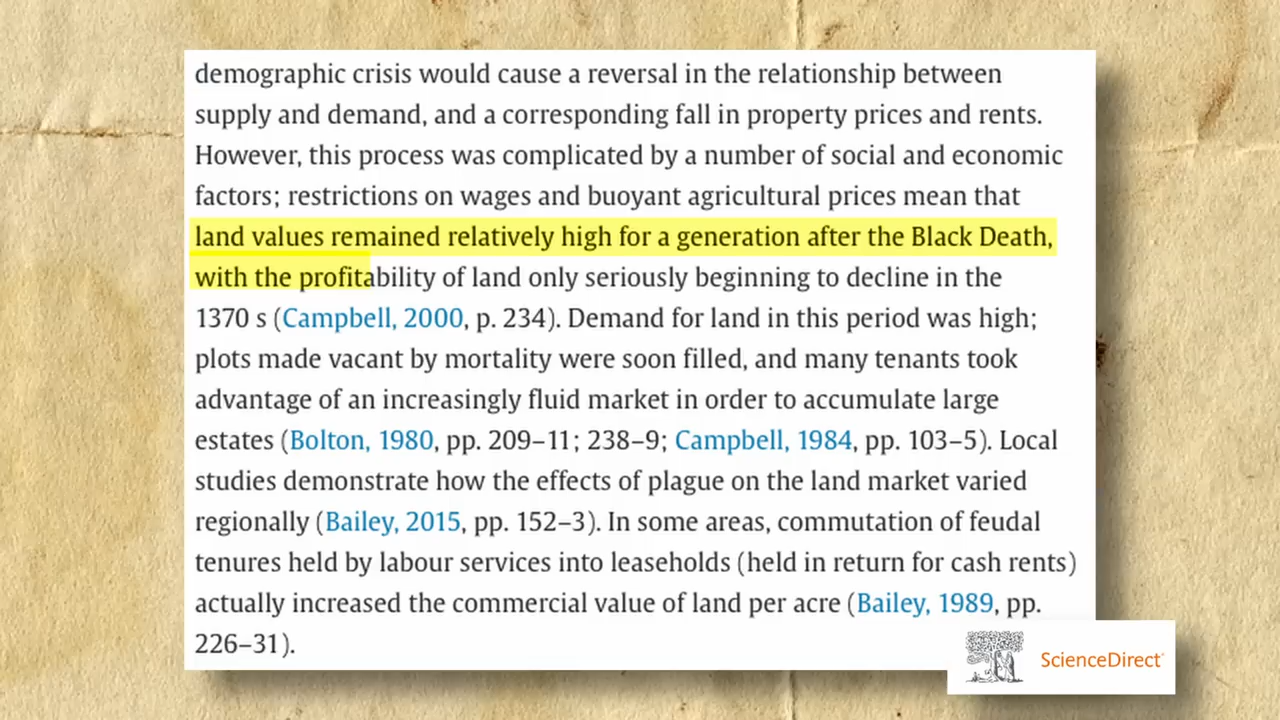 demographic crisis would cause a reversal in the relationship between
supply and demand, and a corresponding fall in property prices and rents.
However, this process was complicated by a number of social and economic
factors; restrictions on wages and buoyant agricultural prices mean that
land values remained relatively high for a generation after the Black Death,
with the profitability of land only seriously beginning to decline in the
1370 s (Campbell, 2000, p. 234). Demand for land in this period was high;
plots made vacant by mortality were soon filled, and many tenants took
advantage of an increasingly fluid market in order to accumulate large
estates (Bolton, 1980, pp. 209–11; 238–9; Campbell, 1984, pp. 103–5). Local
studies demonstrate how the effects of plague on the land market varied
regionally (Bailey, 2015, pp. 152–3). In some areas, commutation of feudal
tenures held by labour services into leaseholds (held in return for cash rents)
actually increased the commercial value of land per acre (Bailey, 1989, pp.
226–31).
ScienceDirect